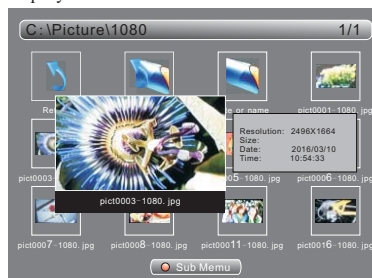 C:\Picture\1080 1/1
Re
e or name
pict0001-1080. jpg
Resolution: 2496X1664
Size:
Date: 2016/03/10
Time: 10:54:33
pict0003-
05-1080. jpg
pict0006-1080. jpg
pict0003-1080. jpg
pict0007-1080. jpg
pict0008-1080. jpg
pict00011-1080. jpg
pict0016-1080. jpg
Sub Memu